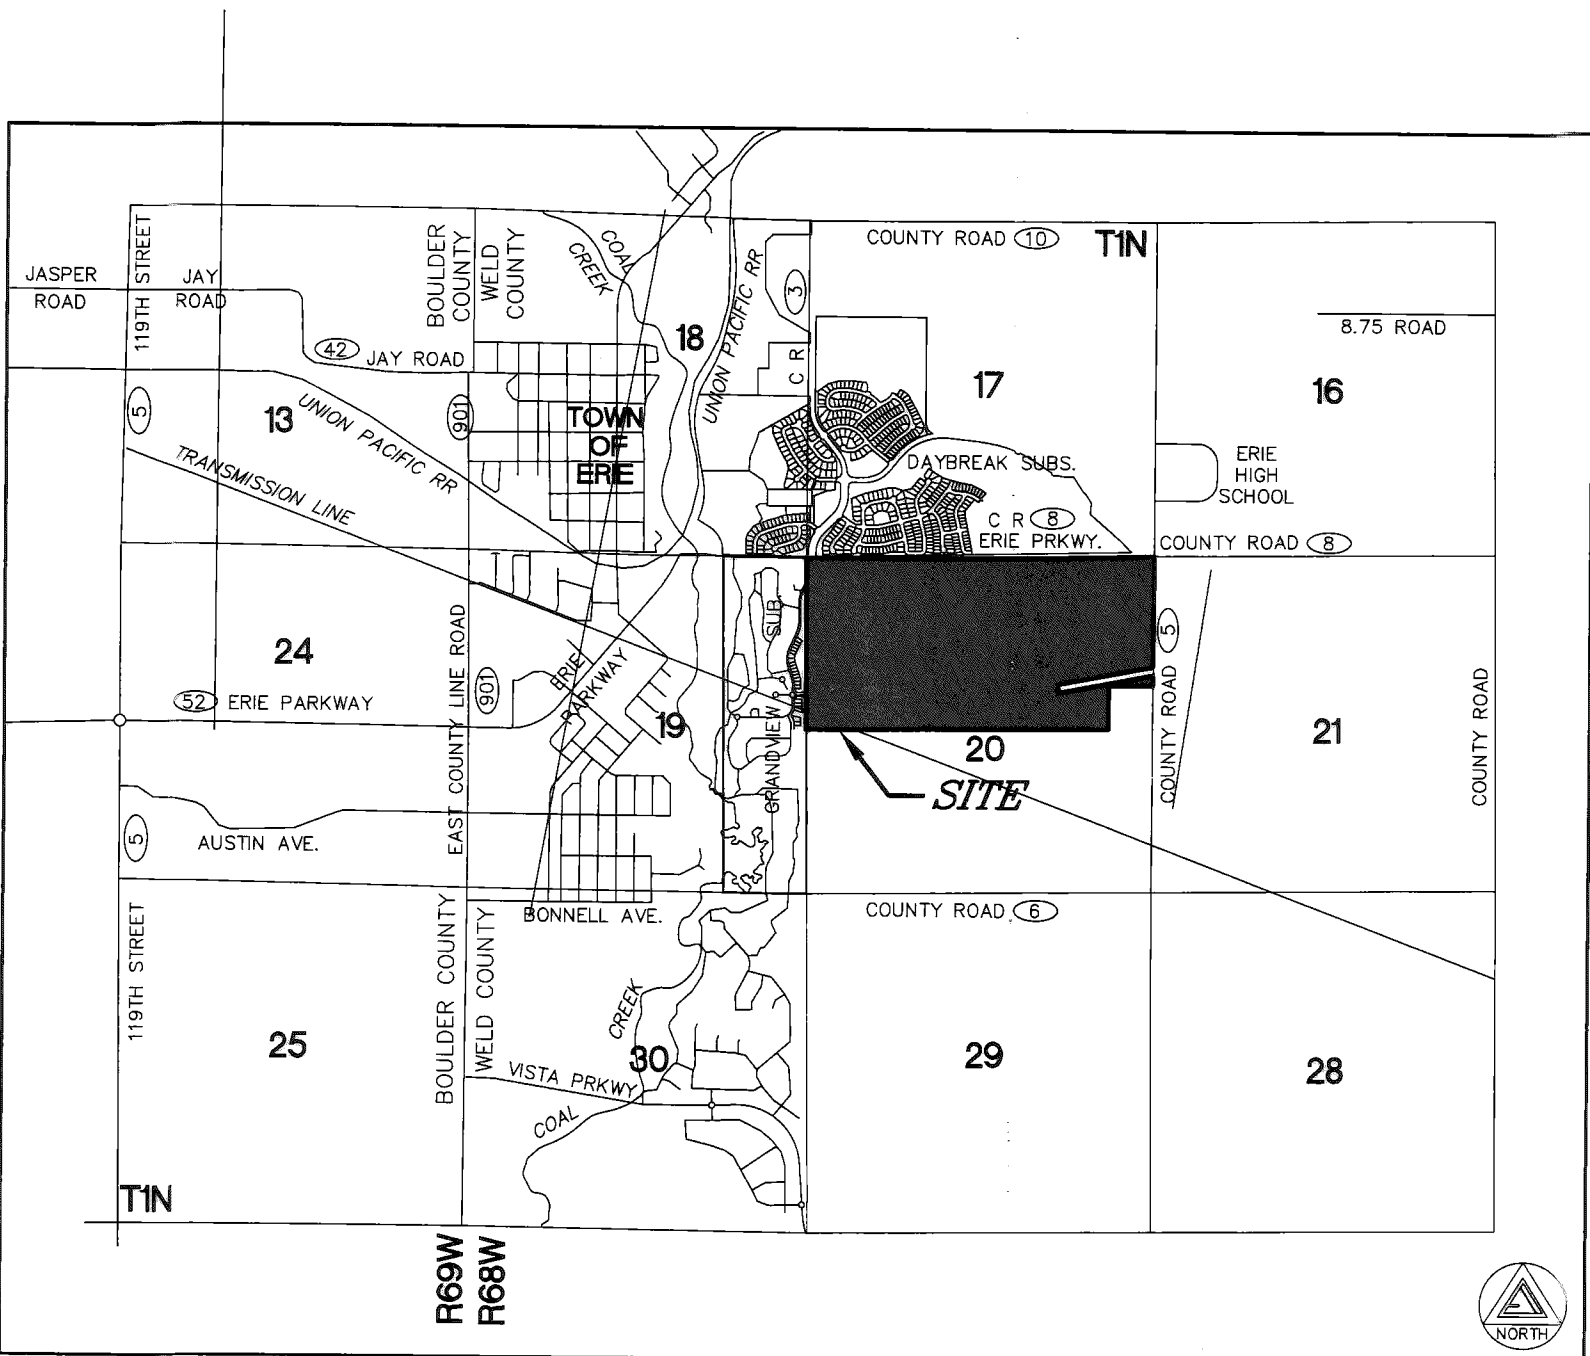 COUNTY ROAD 10
T1N
JASPER
ROAD
JAY
ROAD
119TH STREET
BOULDER
COUNTY
WELD
COUNTY
COAL
CREEK
UNION PACIFIC RR
3
C R
8.75 ROAD
18
42 JAY ROAD
17
16
5
13
UNION PACIFIC RR
901
TOWN
OF
ERIE
TRANSMISSION LINE
DAYBREAK SUBS.
ERIE
HIGH
SCHOOL
C R 8
ERIE PRKWY.
COUNTY ROAD 8
24
52 ERIE PARKWAY
EAST COUNTY LINE ROAD
901
ERIE
PARKWAY
19
GRANDVIEW
SUB
20
SITE
COUNTY ROAD 5
21
COUNTY ROAD
5
AUSTIN AVE.
BONNELL AVE.
COUNTY ROAD 6
119TH STREET
BOULDER COUNTY
WELD COUNTY
CREEK
25
30
29
28
VISTA PRKWY
COAL
T1N
R69W
R68W
NORTH